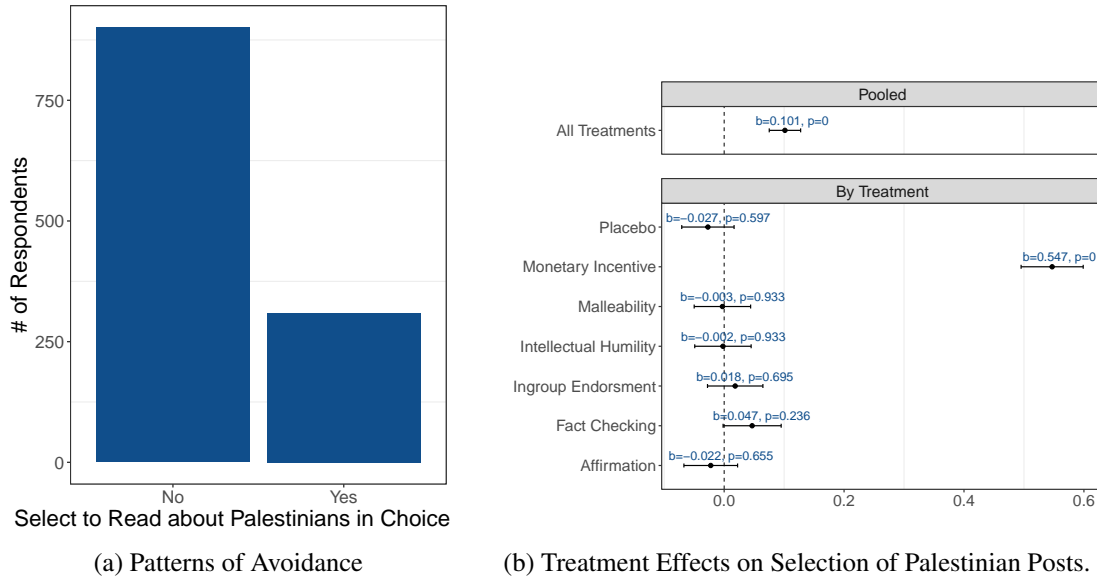 # of Respondents
750
500
250
0
No Yes
Select to Read about Palestinians in Choice
(a) Patterns of Avoidance
Pooled
All Treatments
b=0.101, p=0
By Treatment
Placebo
b=−0.027, p=0.597
Monetary Incentive
b=0.547, p=0
Malleability
b=−0.003, p=0.933
Intellectual Humility
b=−0.002, p=0.933
Ingroup Endorsment
b=0.018, p=0.695
Fact Checking
b=0.047, p=0.236
Affirmation
b=−0.022, p=0.655
0.0 0.2 0.4 0.6
(b) Treatment Effects on Selection of Palestinian Posts.